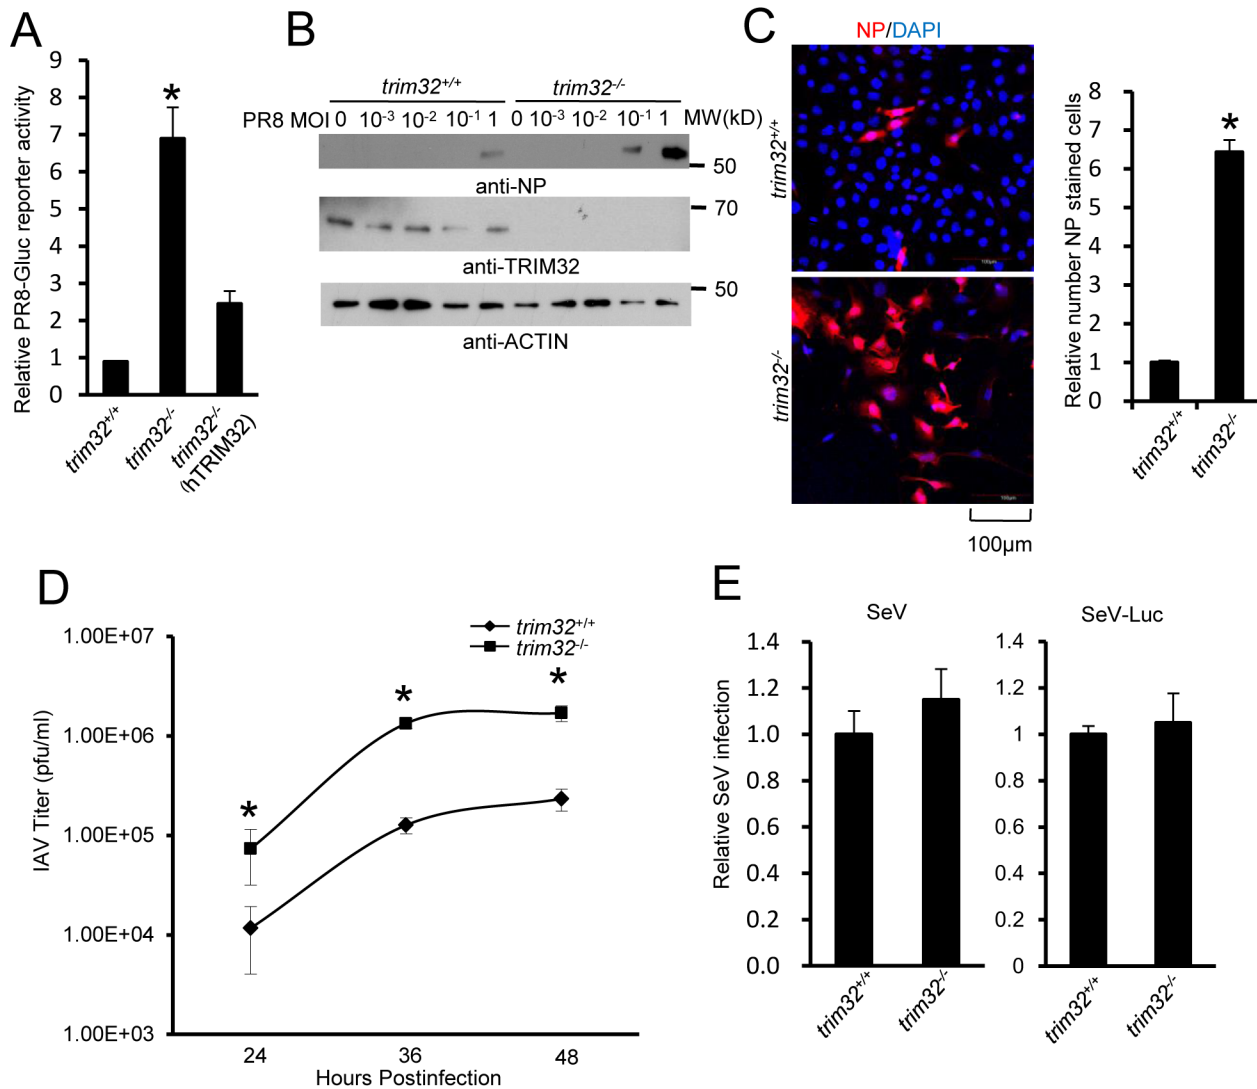 A
9
8
7
6
5
4
3
2
1
0
Relative PR8-Gluc reporter activity
*
trim32+/+
trim32-/-
trim32-/-
(hTRIM32)
B
trim32+/+ trim32-/-
PR8 MOI 0 10-3 10-2 10-1 1 0 10-3 10-2 10-1 1 MW(kD)
50
anti-NP
70
anti-TRIM32
50
anti-ACTIN
C
NP/DAPI
trim32+/+
100µm
trim32-/-
100µm
100µm
8
7
6
5
4
3
2
1
0
Relative number NP stained cells
*
trim32+/+
trim32-/-
D
1.00E+07
1.00E+06
1.00E+05
1.00E+04
1.00E+03
IAV Titer (pfu/ml)
trim32+/+
trim32-/-
*
*
*
24 36 48
Hours Postinfection
E
SeV
1.4
1.2
1
0.8
0.6
0.4
0.2
0.0
Relative SeV infection
trim32+/+
trim32-/-
SeV-Luc
1.4
1.2
1
0.8
0.6
0.4
0.2
0
trim32+/+
trim32-/-